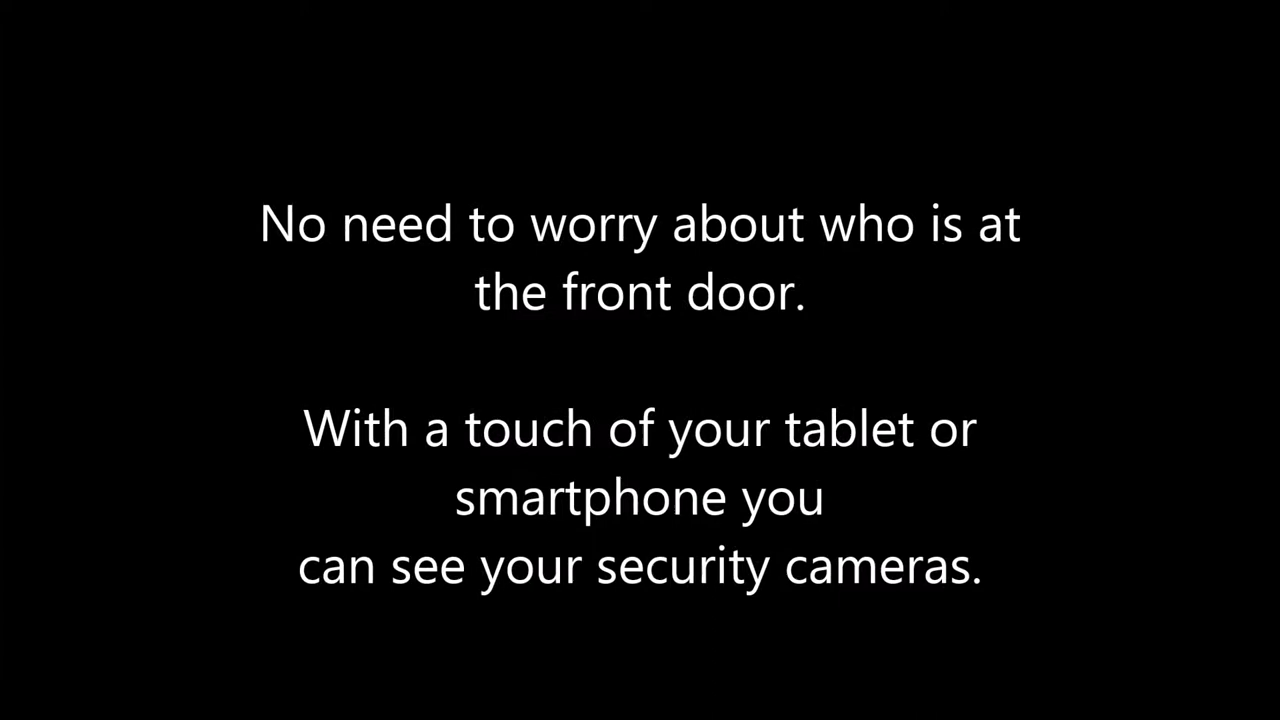 No need to worry about who is at
the front door.
With a touch of your tablet or
smartphone you
can see your security cameras.